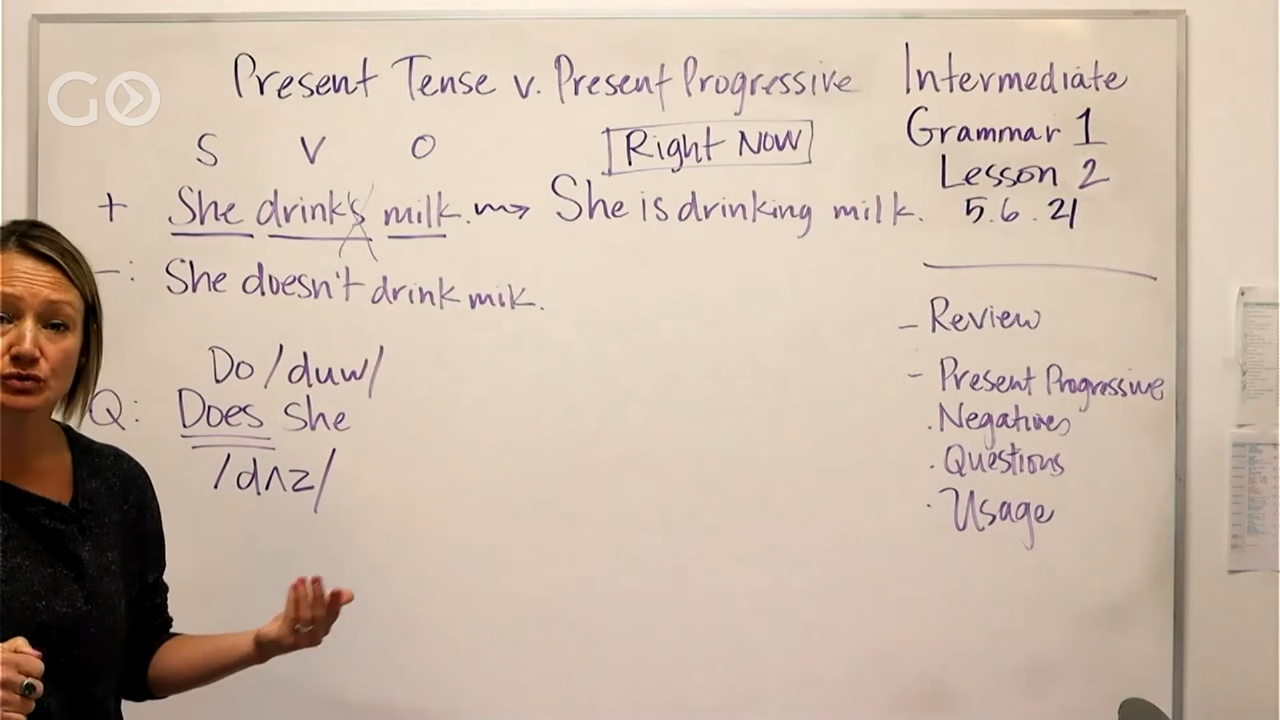 GO
Present Tense v. Present Progressive
S V O
Right Now
+ She drinks milk. → She is drinking milk.
-: She doesn't drink mik.
Do /duw/
Q: Does She
/dʌz/
Intermediate
Grammar 1
Lesson 2
5.6.21
- Review
- Present Progressive
. Negatives
. Questions
. Usage